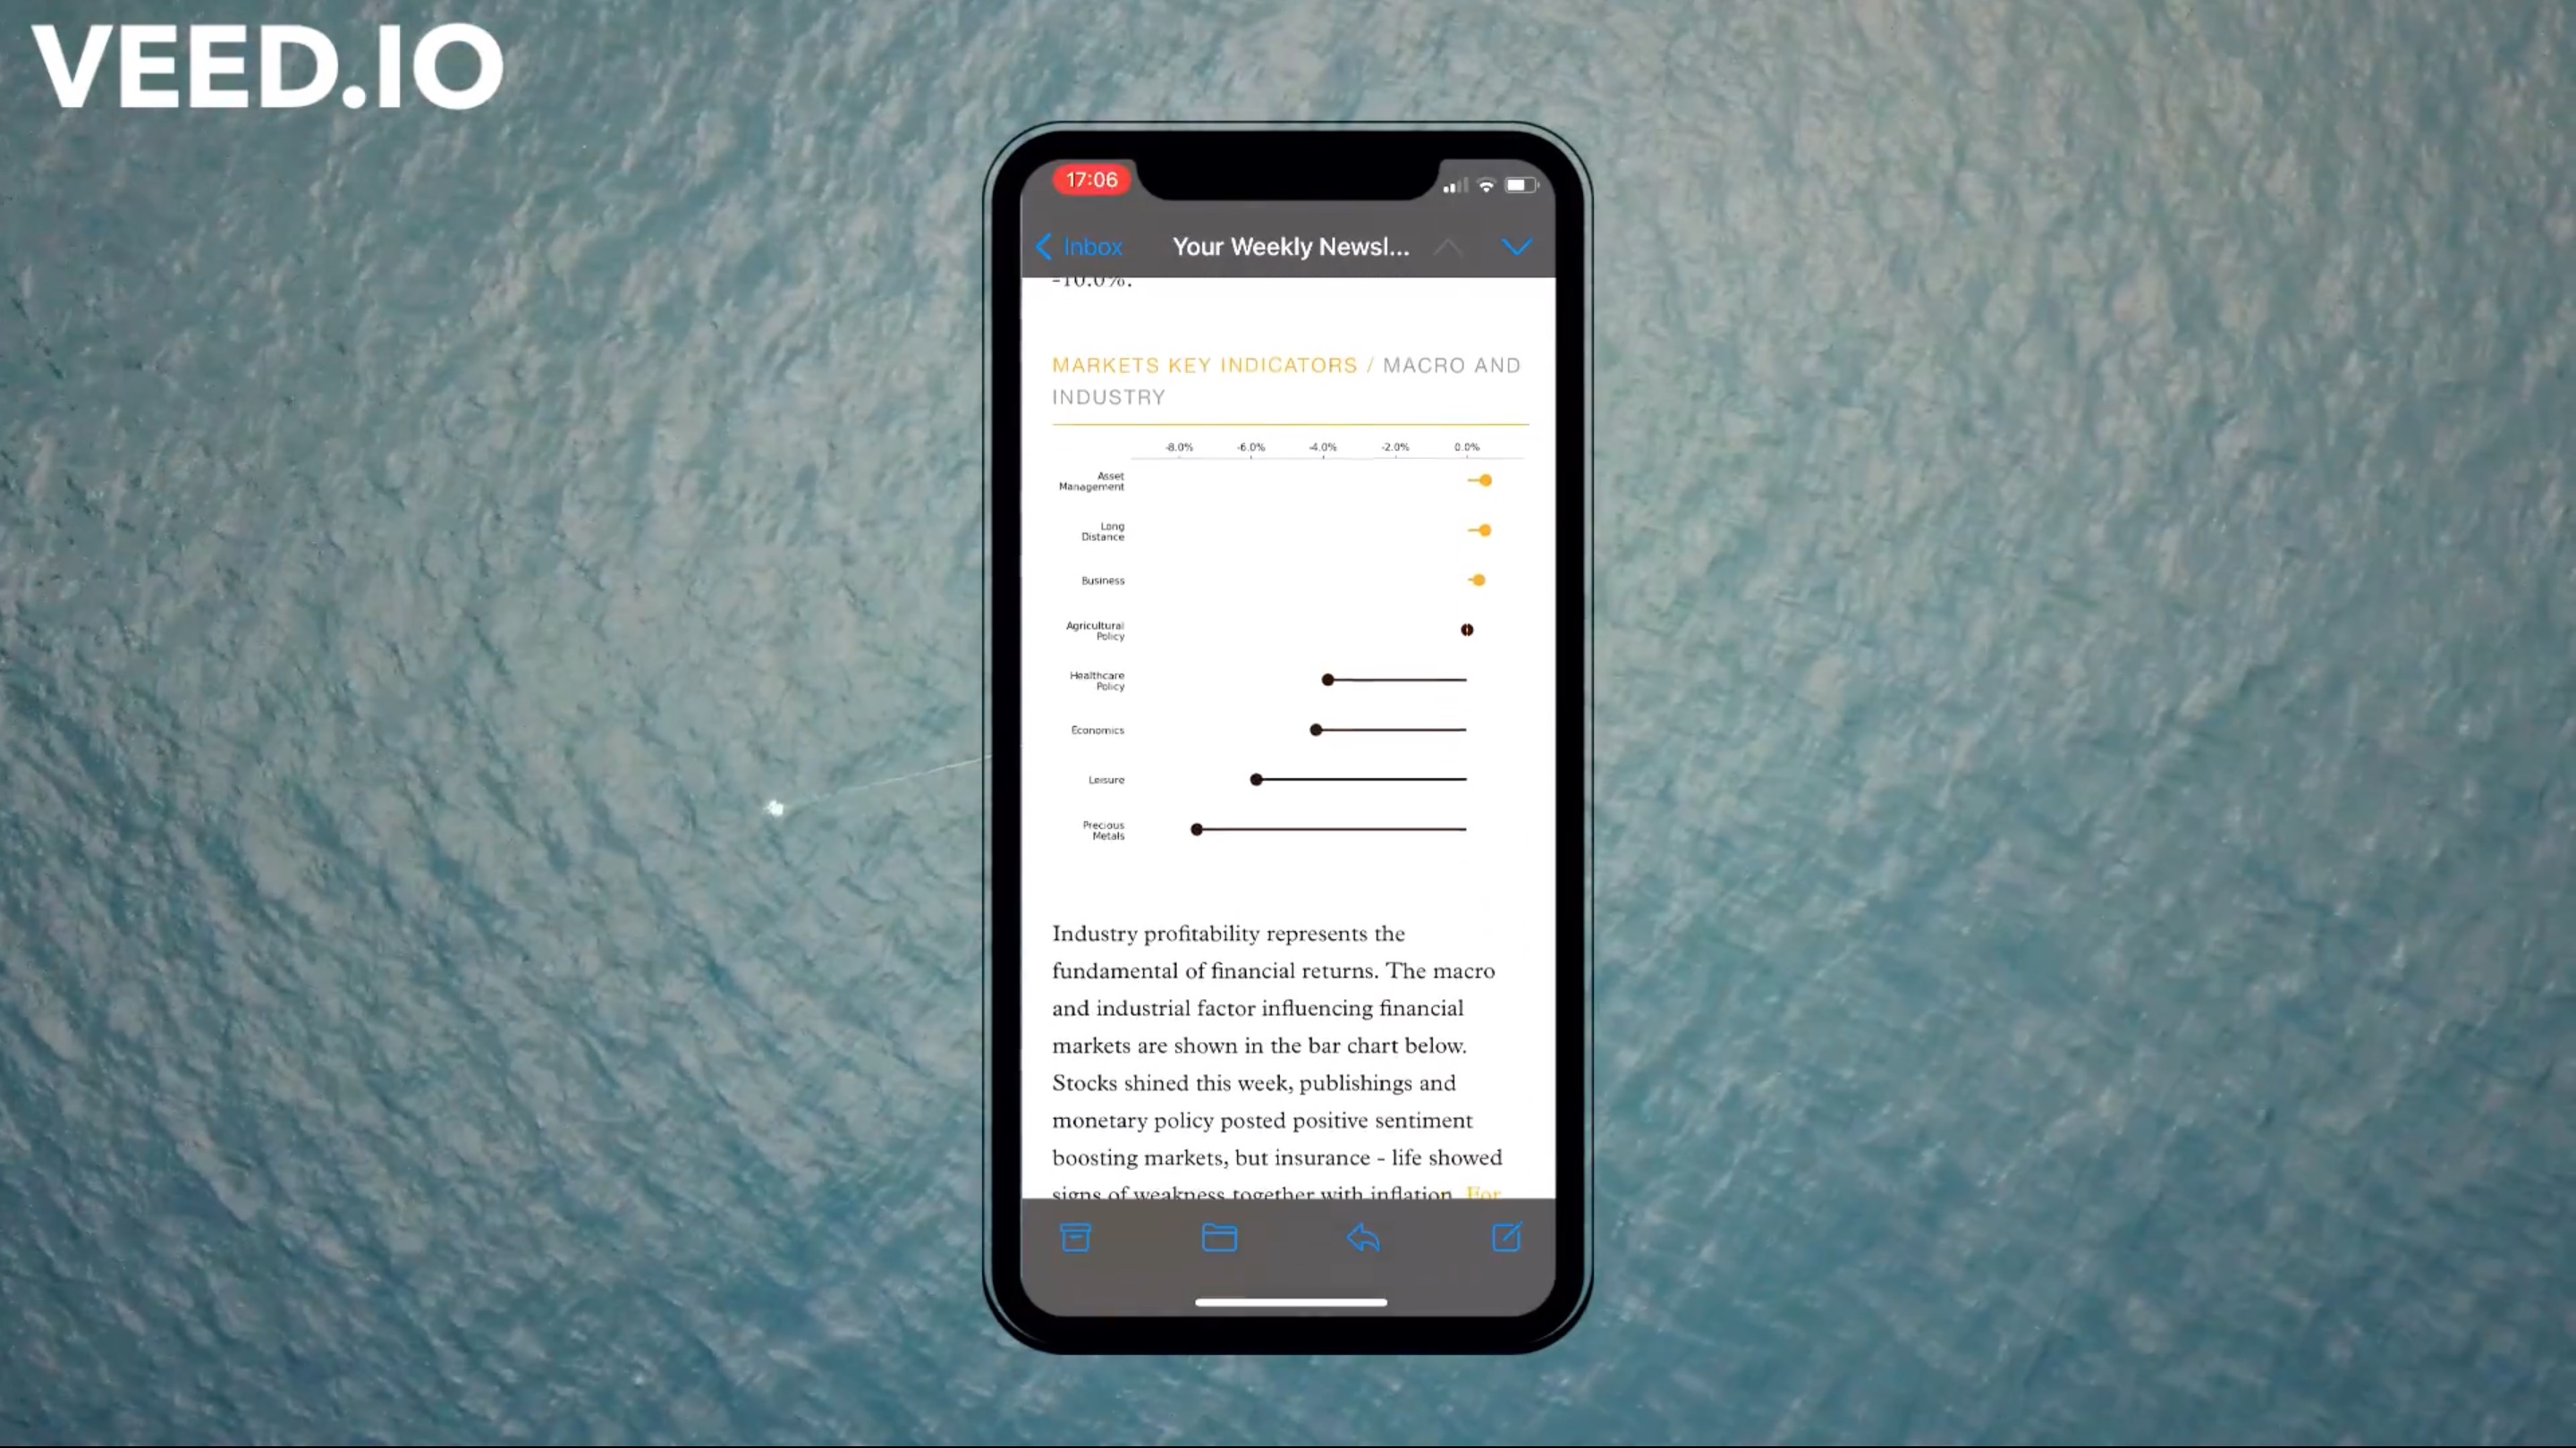 VEED.IO
17:06
Inbox
Your Weekly Newsl...
-10.0%.
MARKETS KEY INDICATORS / MACRO AND
INDUSTRY
-8.0% -6.0% -4.0% -2.0% 0.0%
Asset
Management
Long
Distance
Business
Agricultural
Policy
Healthcare
Policy
Economics
Leisure
Precious
Metals
Industry profitability represents the
fundamental of financial returns. The macro
and industrial factor influencing financial
markets are shown in the bar chart below.
Stocks shined this week, publishings and
monetary policy posted positive sentiment
boosting markets, but insurance - life showed
signs of weakness together with inflation. For